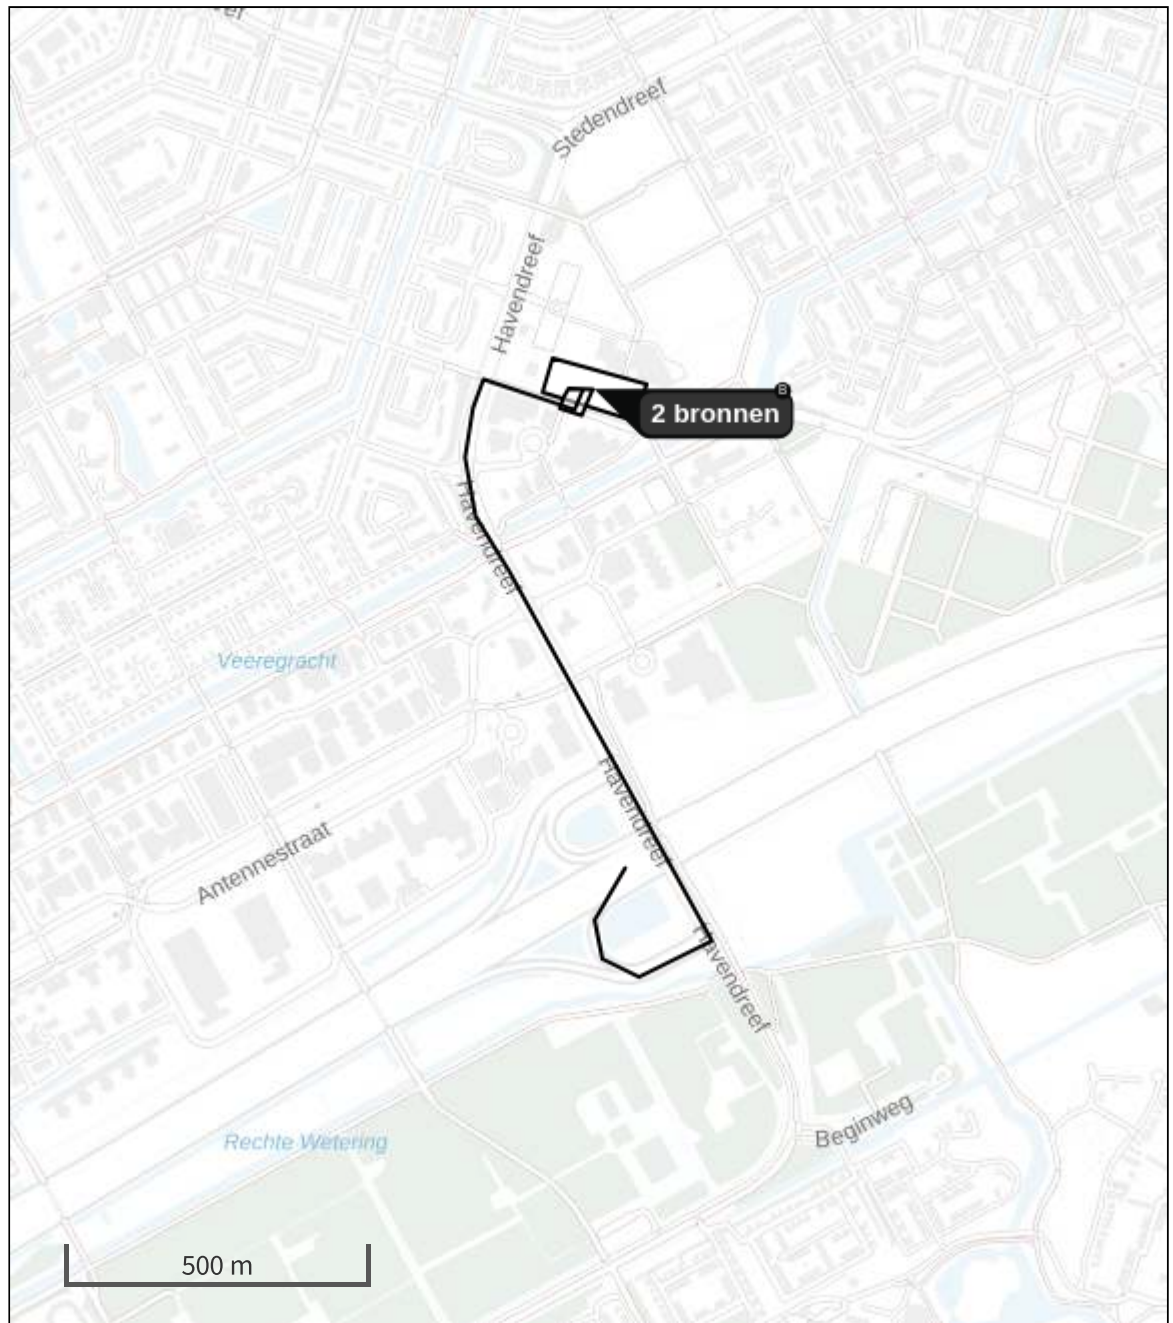 Stedendreef
Havendreef
B
2 bronnen
Havendreef
Veeregracht
Havendreef
Antennestraat
Havendreef
Beginweg
Rechte Wetering
500 m